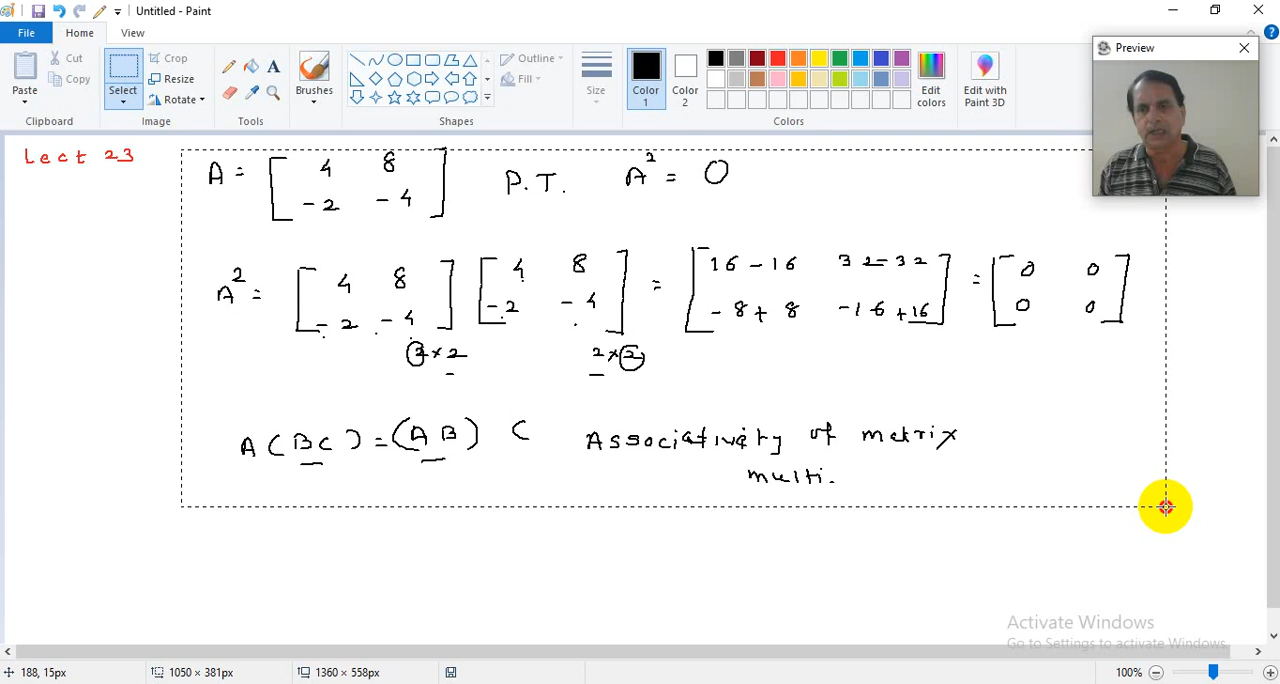 Untitled - Paint
File Home View
Preview
Cut
Copy
Paste
Crop
Resize
Rotate
Select
Brushes
Outline
Fill
Size
Color 1
Color 2
Edit colors
Edit with Paint 3D
Clipboard Image Tools Shapes Colors
Lect 23
A = [ 4 8 P.T. A² = 0
-2 -4 ]
A² = [ 4 8 ] [ 4 8 ] = [ 16-16 32-32 ] = [ 0 0 ]
-2 -4 -2 -4 -8+8 -16+16 0 0
2×2 2×2
A(BC) = (AB) C Associativity of matrix
multi.
Activate Windows
Go to Settings to activate Windows.
188, 15px 1050 × 381px 1360 × 558px 100%